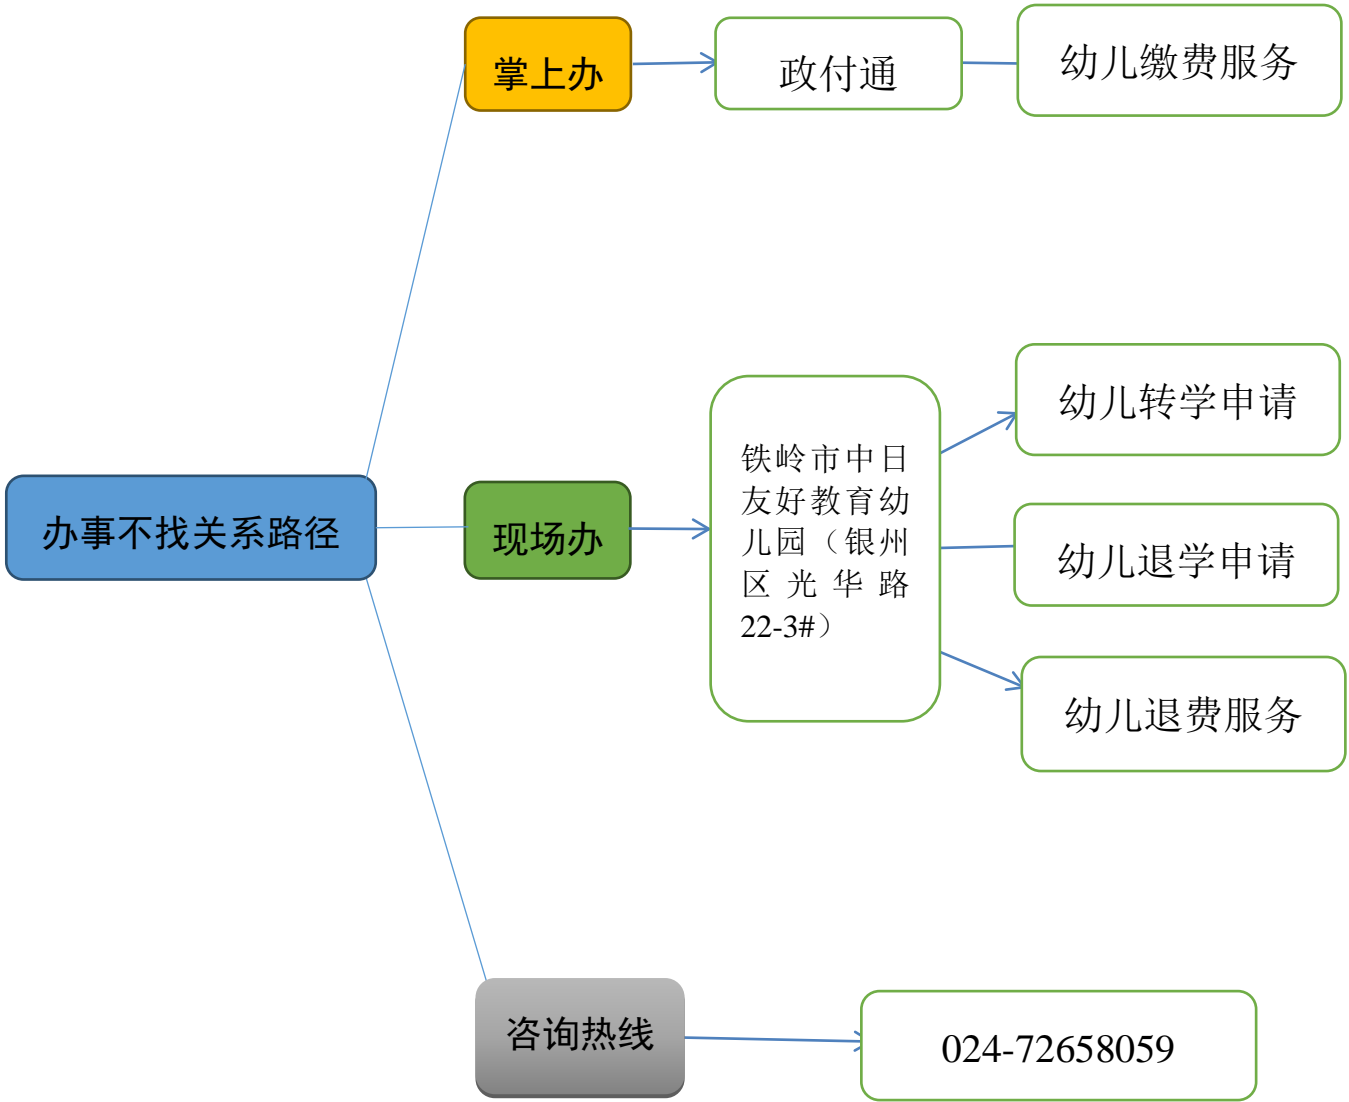 掌上办
政付通
幼儿缴费服务
办事不找关系路径
现场办
铁岭市中日
友好教育幼
儿园（银州
区光华路
22-3#）
幼儿转学申请
幼儿退学申请
幼儿退费服务
咨询热线
024-72658059